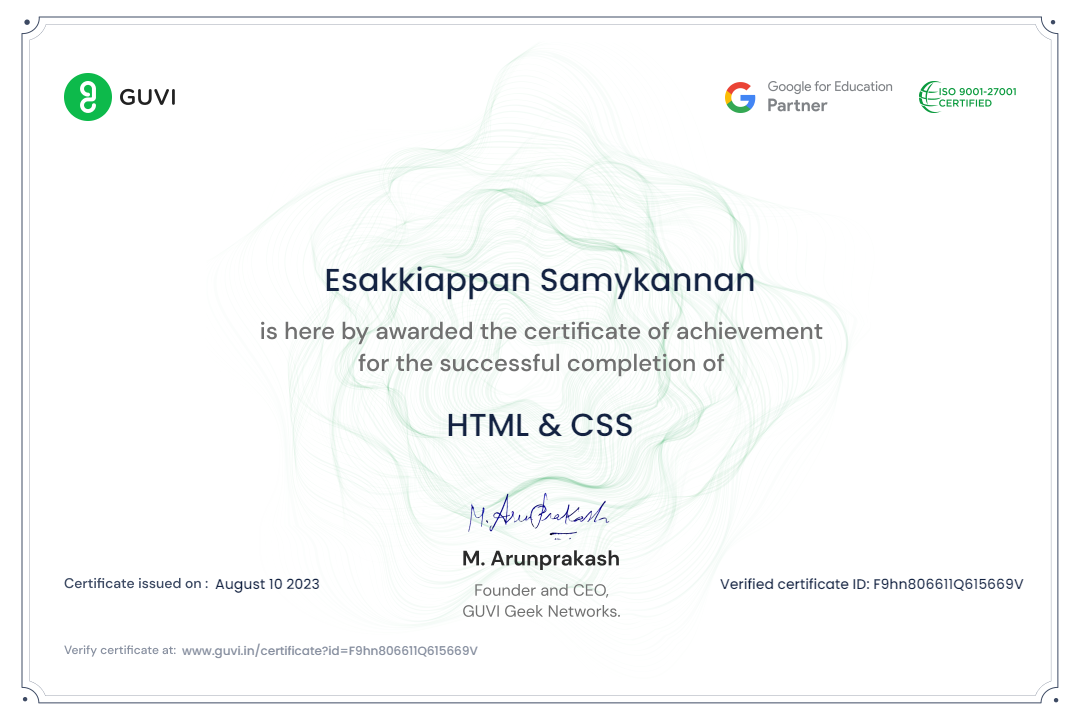 GUVI
Google for Education
Partner
ISO 9001-27001
CERTIFIED
Esakkiappan Samykannan
is here by awarded the certificate of achievement
for the successful completion of
HTML & CSS
M. Arunprakash
M. Arunprakash
Founder and CEO,
GUVI Geek Networks.
Certificate issued on : August 10 2023
Verified certificate ID: F9hn806611Q615669V
Verify certificate at: www.guvi.in/certificate?id=F9hn806611Q615669V